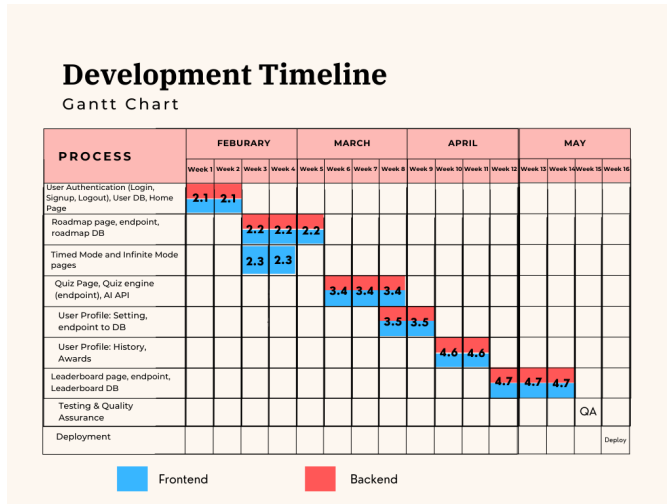 Development Timeline
Gantt Chart
PROCESS
FEBURARY MARCH APRIL MAY
Week 1 Week 2 Week 3 Week 4 Week 5 Week 6 Week 7 Week 8 Week 9 Week 10 Week 11 Week 12 Week 13 Week 14 Week 15 Week 16
User Authentication (Login,
Signup, Logout), User DB, Home
Page
2.1 2.1
Roadmap page, endpoint,
roadmap DB
2.2 2.2 2.2
Timed Mode and Infinite Mode
pages
2.3 2.3
Quiz Page, Quiz engine
(endpoint), AI API
3.4 3.4 3.4
User Profile: Setting,
endpoint to DB
3.5 3.5
User Profile: History,
Awards
4.6 4.6
Leaderboard page, endpoint,
Leaderboard DB
4.7 4.7 4.7
Testing & Quality
Assurance
QA
Deployment
Deploy
Frontend
Backend